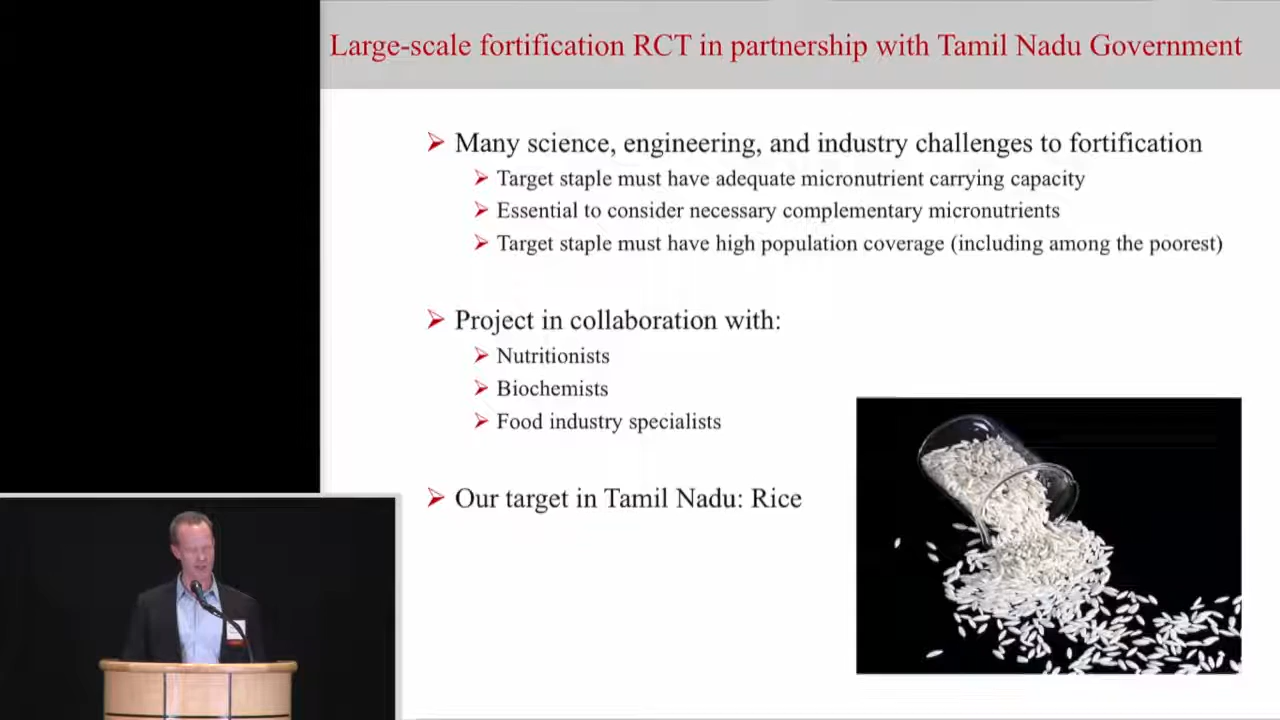 Large-scale fortification RCT in partnership with Tamil Nadu Government
Many science, engineering, and industry challenges to fortification
Target staple must have adequate micronutrient carrying capacity
Essential to consider necessary complementary micronutrients
Target staple must have high population coverage (including among the poorest)
Project in collaboration with:
Nutritionists
Biochemists
Food industry specialists
Our target in Tamil Nadu: Rice